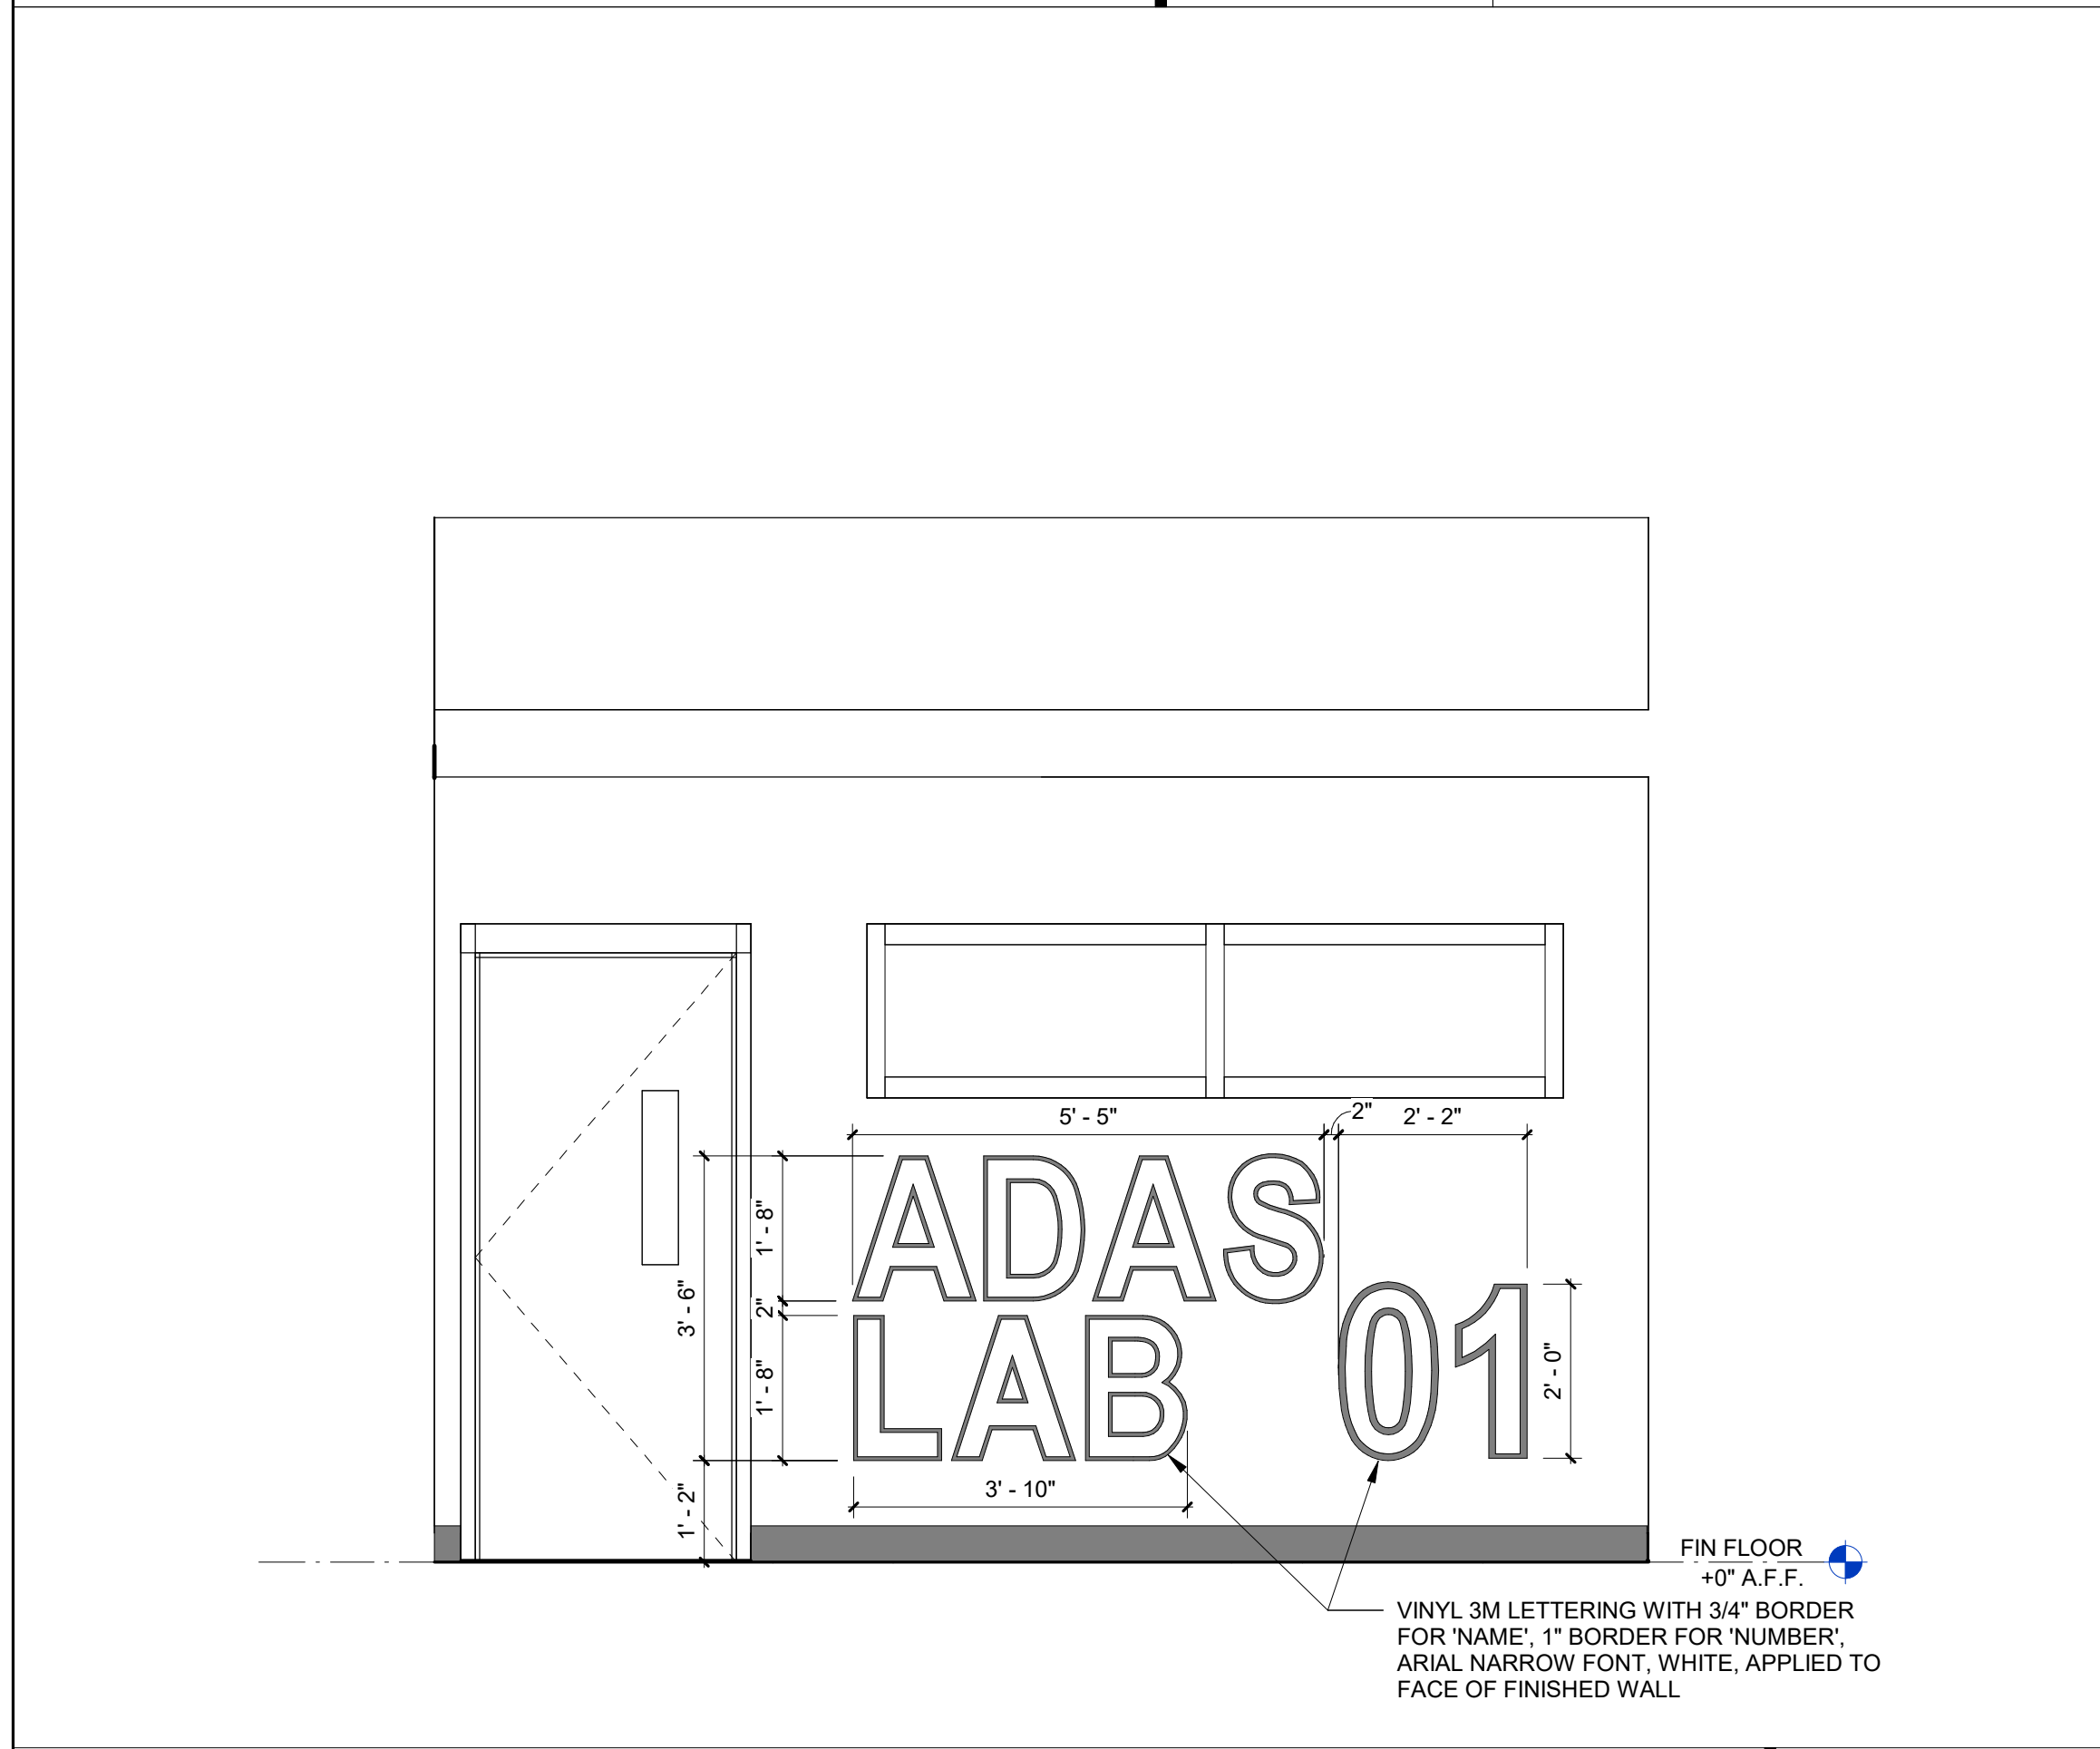 5' - 5"
2"
2' - 2"
ADAS
1' - 8"
3' - 6"
2"
LAB
01
1' - 8"
2' - 0"
3' - 10"
1' - 2"
FIN FLOOR
+0" A.F.F.
VINYL 3M LETTERING WITH 3/4" BORDER
FOR 'NAME', 1" BORDER FOR 'NUMBER',
ARIAL NARROW FONT, WHITE, APPLIED TO
FACE OF FINISHED WALL